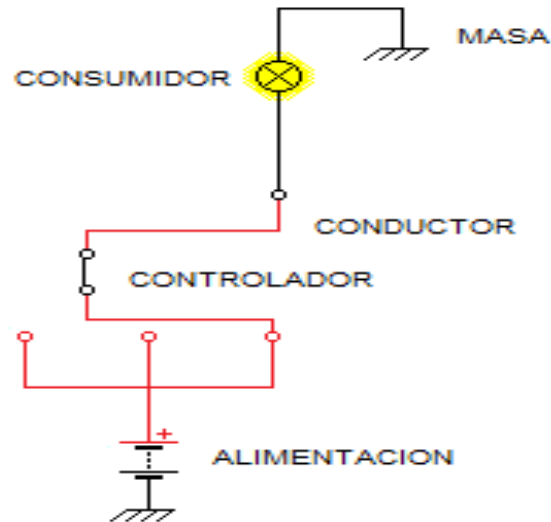 MASA
CONSUMIDOR
CONDUCTOR
CONTROLADOR
+
ALIMENTACION